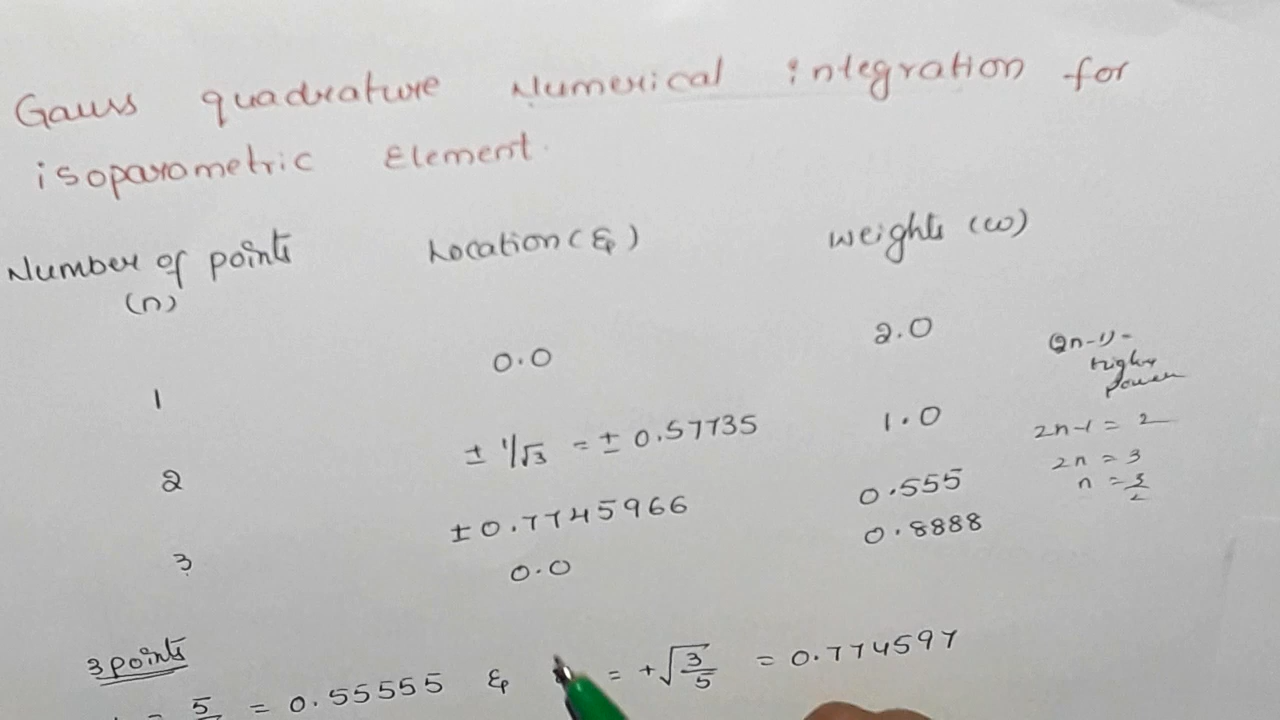 Gauss quadrature Numerical integration for
isoparametric Element.
Number of points Location (ξ) weights (w)
(n)
1 0.0 2.0
2 ± 1/√3 = ± 0.57735 1.0
3 ±0.7745966 0.555
0.0 0.8888
(2n-1) -
power
2n-1 = 2
2n = 3
n = 3/2
3 points
5 = 0.55555 ξ = +√3/5 = 0.774597